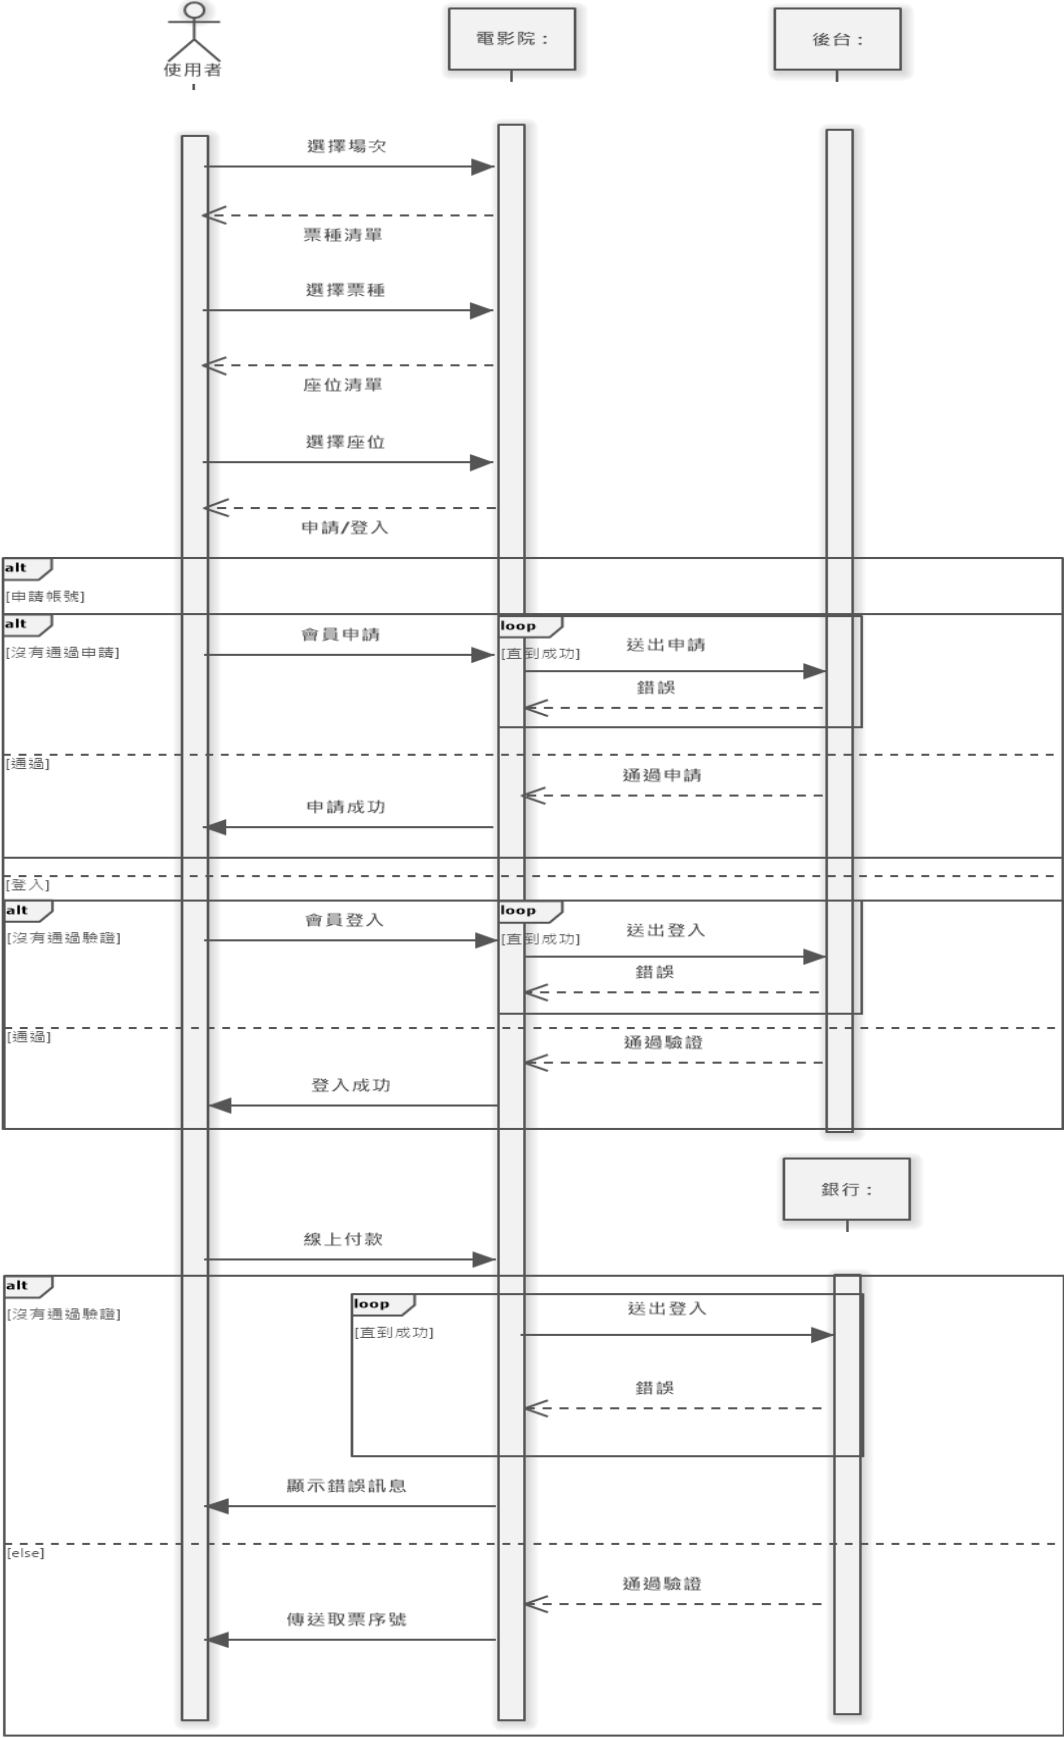 使用者
電影院：
後台：
選擇場次
票種清單
選擇票種
座位清單
選擇座位
申請/登入
alt
[申請帳號]
alt
[沒有通過申請]
會員申請
loop
[直到成功]
送出申請
錯誤
[通過]
通過申請
申請成功
[登入]
alt
[沒有通過驗證]
會員登入
loop
[直到成功]
送出登入
錯誤
[通過]
通過驗證
登入成功
銀行：
線上付款
alt
[沒有通過驗證]
loop
[直到成功]
送出登入
錯誤
顯示錯誤訊息
[else]
通過驗證
傳送取票序號